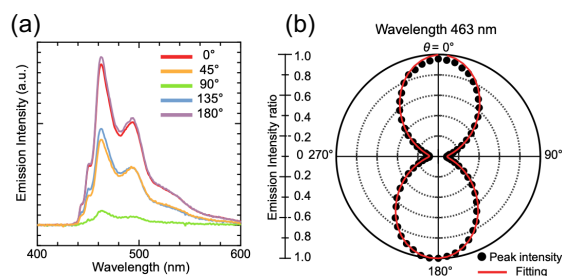 (a)
Emission Intensity (a.u.)
0°
45°
90°
135°
180°
400
500
600
Wavelength (nm)
(b)
Wavelength 463 nm
θ = 0°
Emission Intensity ratio
1.0
0.8
0.6
0.4
0.2
0
0.2
0.4
0.6
0.8
1.0
270°
90°
180°
Peak intensity
Fitting